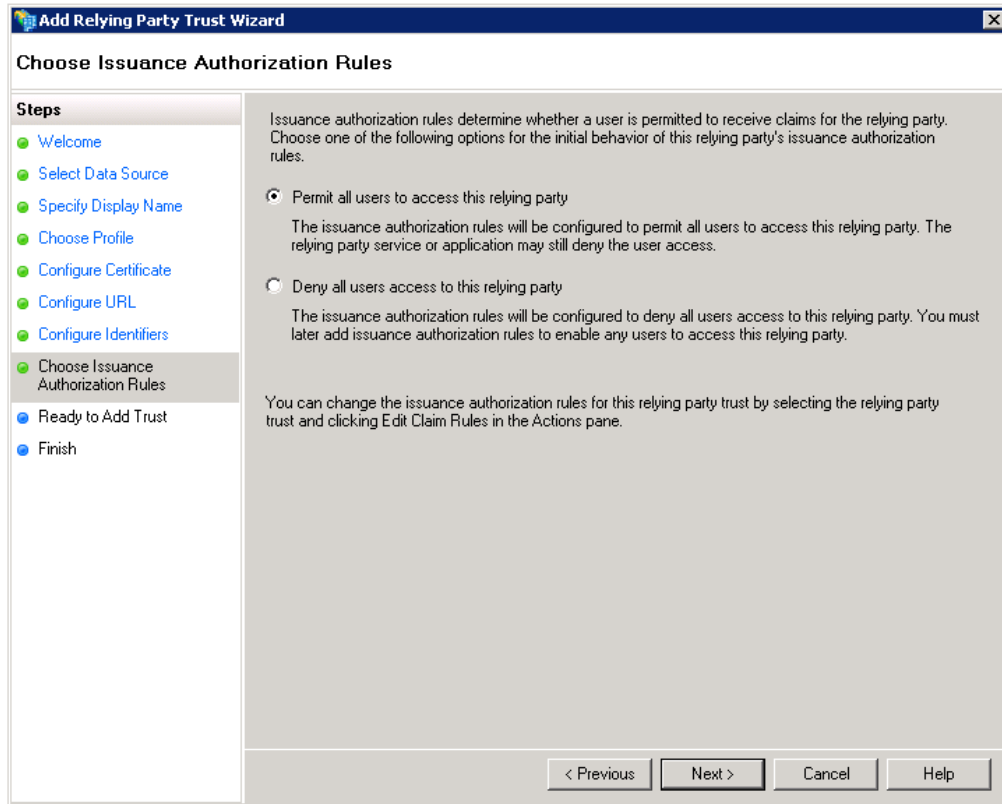 Add Relying Party Trust Wizard
Choose Issuance Authorization Rules
Steps
Welcome
Select Data Source
Specify Display Name
Choose Profile
Configure Certificate
Configure URL
Configure Identifiers
Choose Issuance
Authorization Rules
Ready to Add Trust
Finish
Issuance authorization rules determine whether a user is permitted to receive claims for the relying party.
Choose one of the following options for the initial behavior of this relying party's issuance authorization
rules.
Permit all users to access this relying party
The issuance authorization rules will be configured to permit all users to access this relying party. The
relying party service or application may still deny the user access.
Deny all users access to this relying party
The issuance authorization rules will be configured to deny all users access to this relying party. You must
later add issuance authorization rules to enable any users to access this relying party.
You can change the issuance authorization rules for this relying party trust by selecting the relying party
trust and clicking Edit Claim Rules in the Actions pane.
< Previous
Next >
Cancel
Help